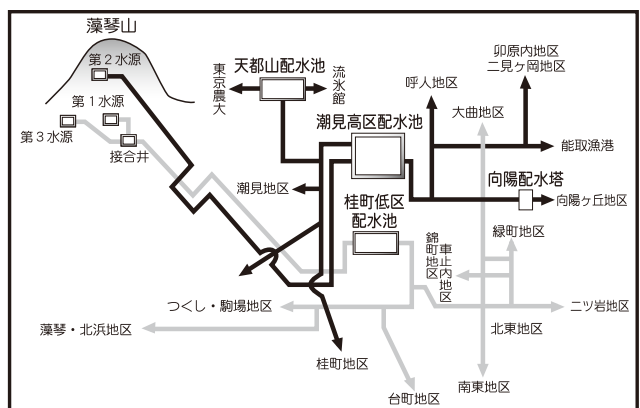 藻琴山
第2水源
第1水源
第3水源
接合井
東京農大
天都山配水池
流氷館
潮見高区配水池
呼人地区
卯原内地区
二見ヶ岡地区
大曲地区
能取漁港
潮見地区
桂町低区
配水池
向陽配水塔
向陽ヶ丘地区
錦町地区
車止内地区
緑町地区
つくし・駒場地区
二ツ岩地区
藻琴・北浜地区
北東地区
桂町地区
台町地区
南東地区